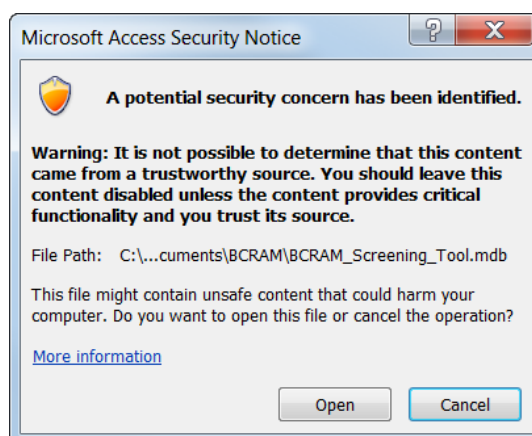 Microsoft Access Security Notice
A potential security concern has been identified.
Warning: It is not possible to determine that this content
came from a trustworthy source. You should leave this
content disabled unless the content provides critical
functionality and you trust its source.
File Path: C:\...cuments\BCRAM\BCRAM_Screening_Tool.mdb
This file might contain unsafe content that could harm your
computer. Do you want to open this file or cancel the operation?
More information
Open Cancel